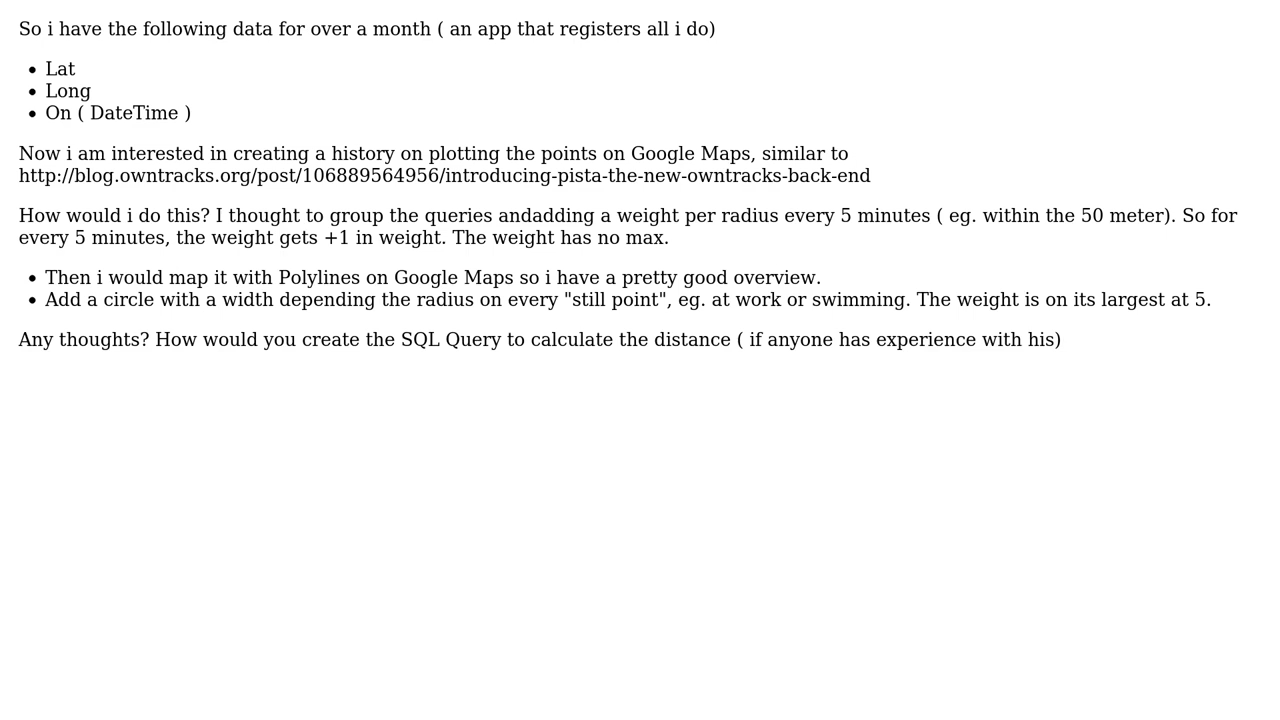 So i have the following data for over a month ( an app that registers all i do)
Lat
Long
On ( DateTime )
Now i am interested in creating a history on plotting the points on Google Maps, similar to
http://blog.owntracks.org/post/106889564956/introducing-pista-the-new-owntracks-back-end
How would i do this? I thought to group the queries andadding a weight per radius every 5 minutes ( eg. within the 50 meter). So for
every 5 minutes, the weight gets +1 in weight. The weight has no max.
Then i would map it with Polylines on Google Maps so i have a pretty good overview.
Add a circle with a width depending the radius on every "still point", eg. at work or swimming. The weight is on its largest at 5.
Any thoughts? How would you create the SQL Query to calculate the distance ( if anyone has experience with his)